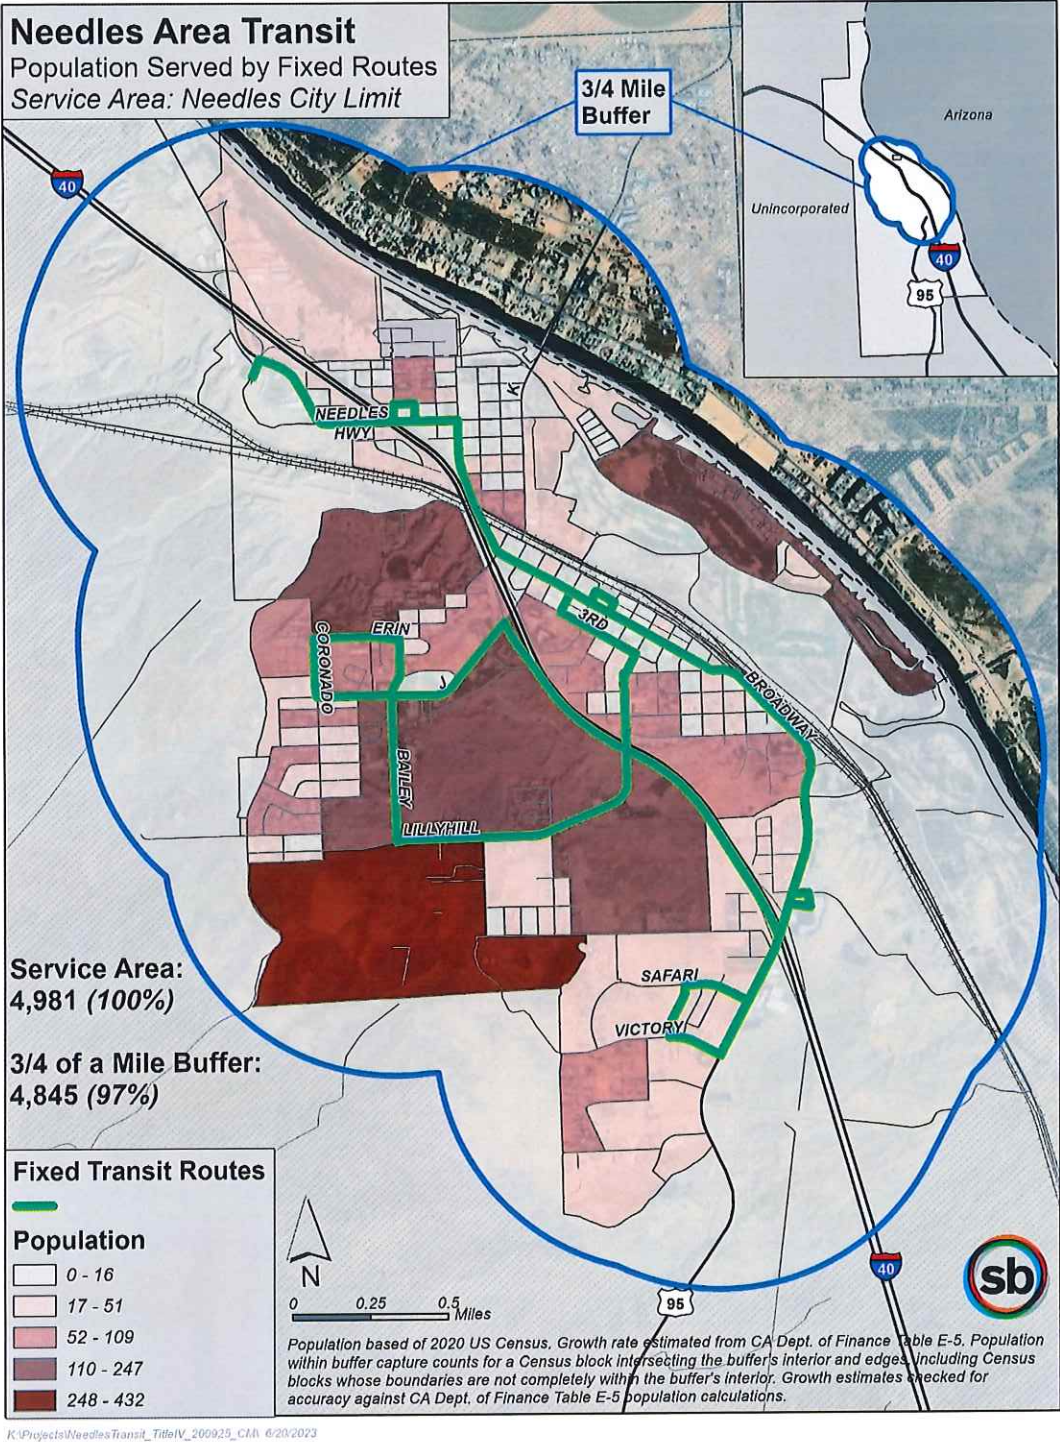 Needles Area Transit
Population Served by Fixed Routes
Service Area: Needles City Limit
3/4 Mile
Buffer
Arizona
Unincorporated
40
95
40
NEEDLES
HWY
K
J
ERIN
CORONADO
J
3RD
BROADWAY
BAILEY
LILLYHILL
SAFARI
VICTORY
Service Area:
4,981 (100%)
3/4 of a Mile Buffer:
4,845 (97%)
Fixed Transit Routes
Population
0 - 16
17 - 51
52 - 109
110 - 247
248 - 432
N
0 0.25 0.5
Miles
95
40
sb
Population based of 2020 US Census. Growth rate estimated from CA Dept. of Finance Table E-5. Population
within buffer capture counts for a Census block intersecting the buffer's interior and edges, including Census
blocks whose boundaries are not completely within the buffer's interior. Growth estimates checked for
accuracy against CA Dept. of Finance Table E-5 population calculations.
K:\Projects\NeedlesTransit_TitleIV_200925_CM\ 6/20/2023